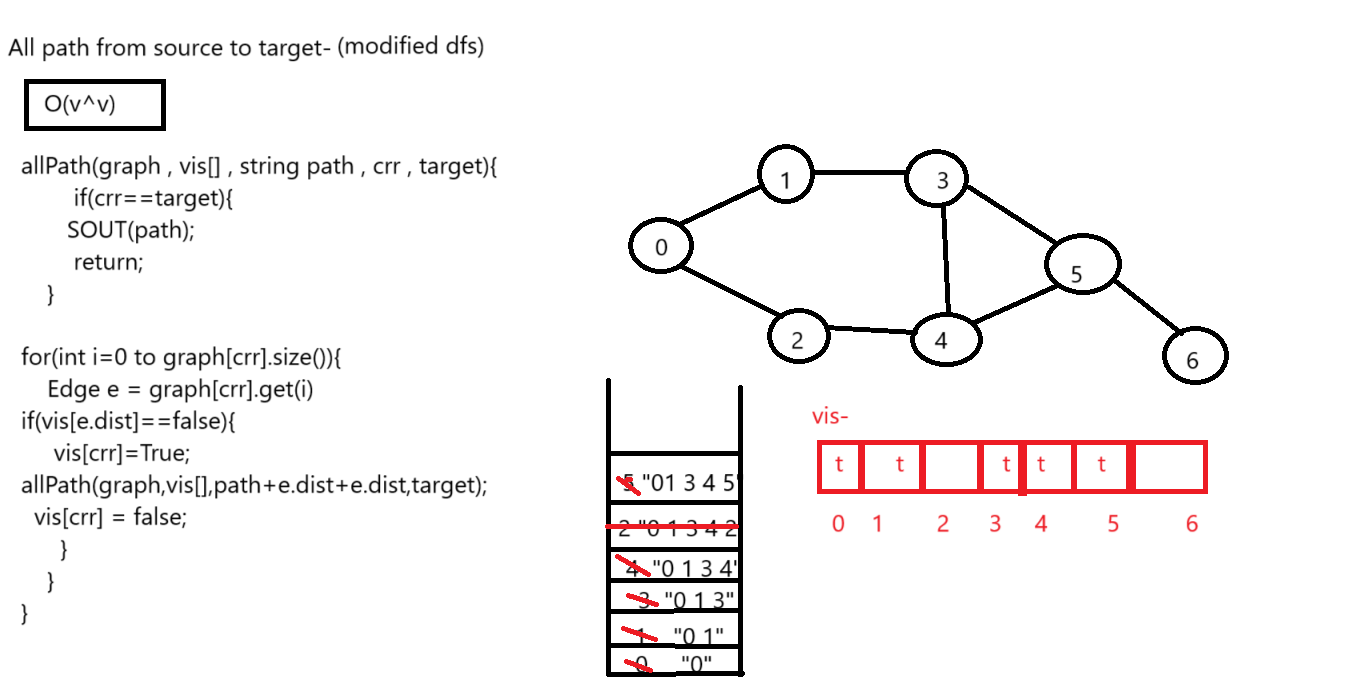 All path from source to target- (modified dfs)
O(v^v)
allPath(graph , vis[] , string path , crr , target){
if(crr==target){
SOUT(path);
return;
}
for(int i=0 to graph[crr].size()){
Edge e = graph[crr].get(i)
if(vis[e.dist]==false){
vis[crr]=True;
allPath(graph,vis[],path+e.dist+e.dist,target);
vis[crr] = false;
}
}
}
1
3
0
5
2
4
6
5 "01 3 4 5"
2 "0 1 3 4 2
4 "0 1 3 4"
3 "0 1 3"
1 "0 1"
0 "0"
vis-
t t t t t
0 1 2 3 4 5 6